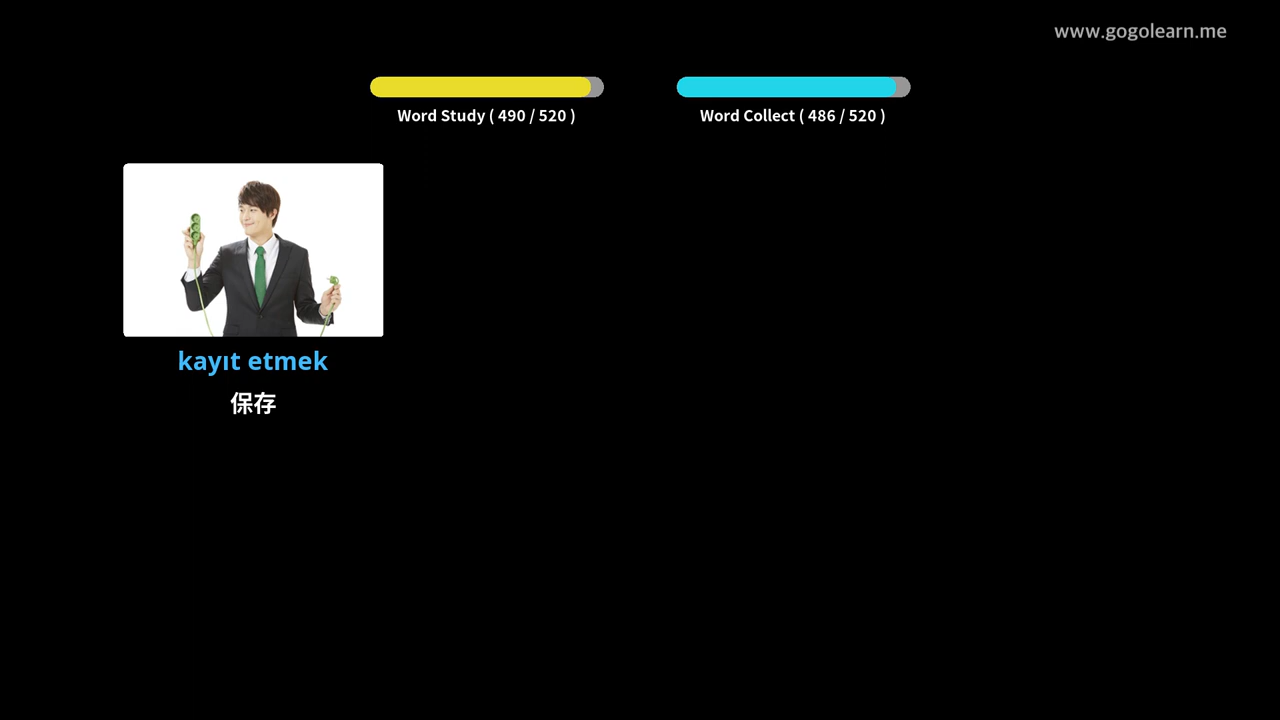 www.gogolearn.me
Word Study ( 490 / 520 )
Word Collect ( 486 / 520 )
kayıt etmek
保存